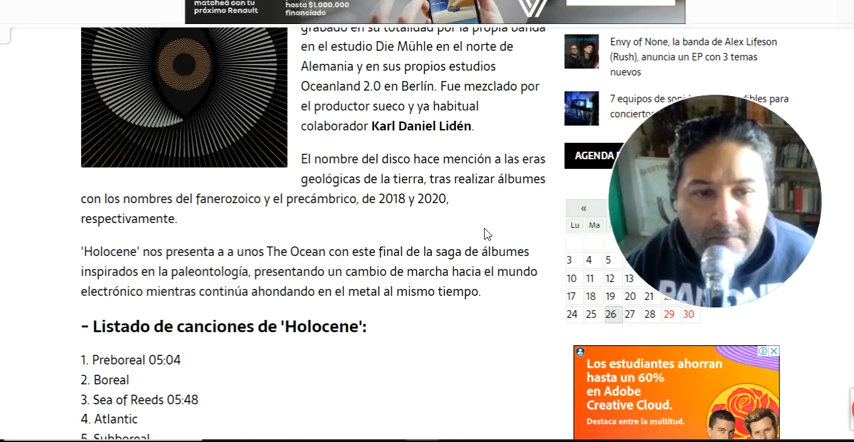 matchea con tu
próximo Renault
hasta $1.000.000
financiado
grabado en su totalidad por la propia banda
en el estudio Die Mühle en el norte de
Alemania y en sus propios estudios
Oceanland 2.0 en Berlín. Fue mezclado por
el productor sueco y ya habitual
colaborador Karl Daniel Lidén.
El nombre del disco hace mención a las eras
geológicas de la tierra, tras realizar álbumes
con los nombres del fanerozoico y el precámbrico, de 2018 y 2020,
respectivamente.
'Holocene' nos presenta a a unos The Ocean con este final de la saga de álbumes
inspirados en la paleontología, presentando un cambio de marcha hacia el mundo
electrónico mientras continúa ahondando en el metal al mismo tiempo.
- Listado de canciones de 'Holocene':
1. Preboreal 05:04
2. Boreal
3. Sea of Reeds 05:48
4. Atlantic
5. Subboreal
Envy of None, la banda de Alex Lifeson
(Rush), anuncia un EP con 3 temas
nuevos
7 equipos de
para
conciertos
AGENDA
«
Lu Ma
3 4 5
10 11 12 13
17 18 19 20 21
24 25 26 27 28 29 30
RAMONES
Los estudiantes ahorran
hasta un 60%
en Adobe
Creative Cloud.
Destaca entre la multitud.